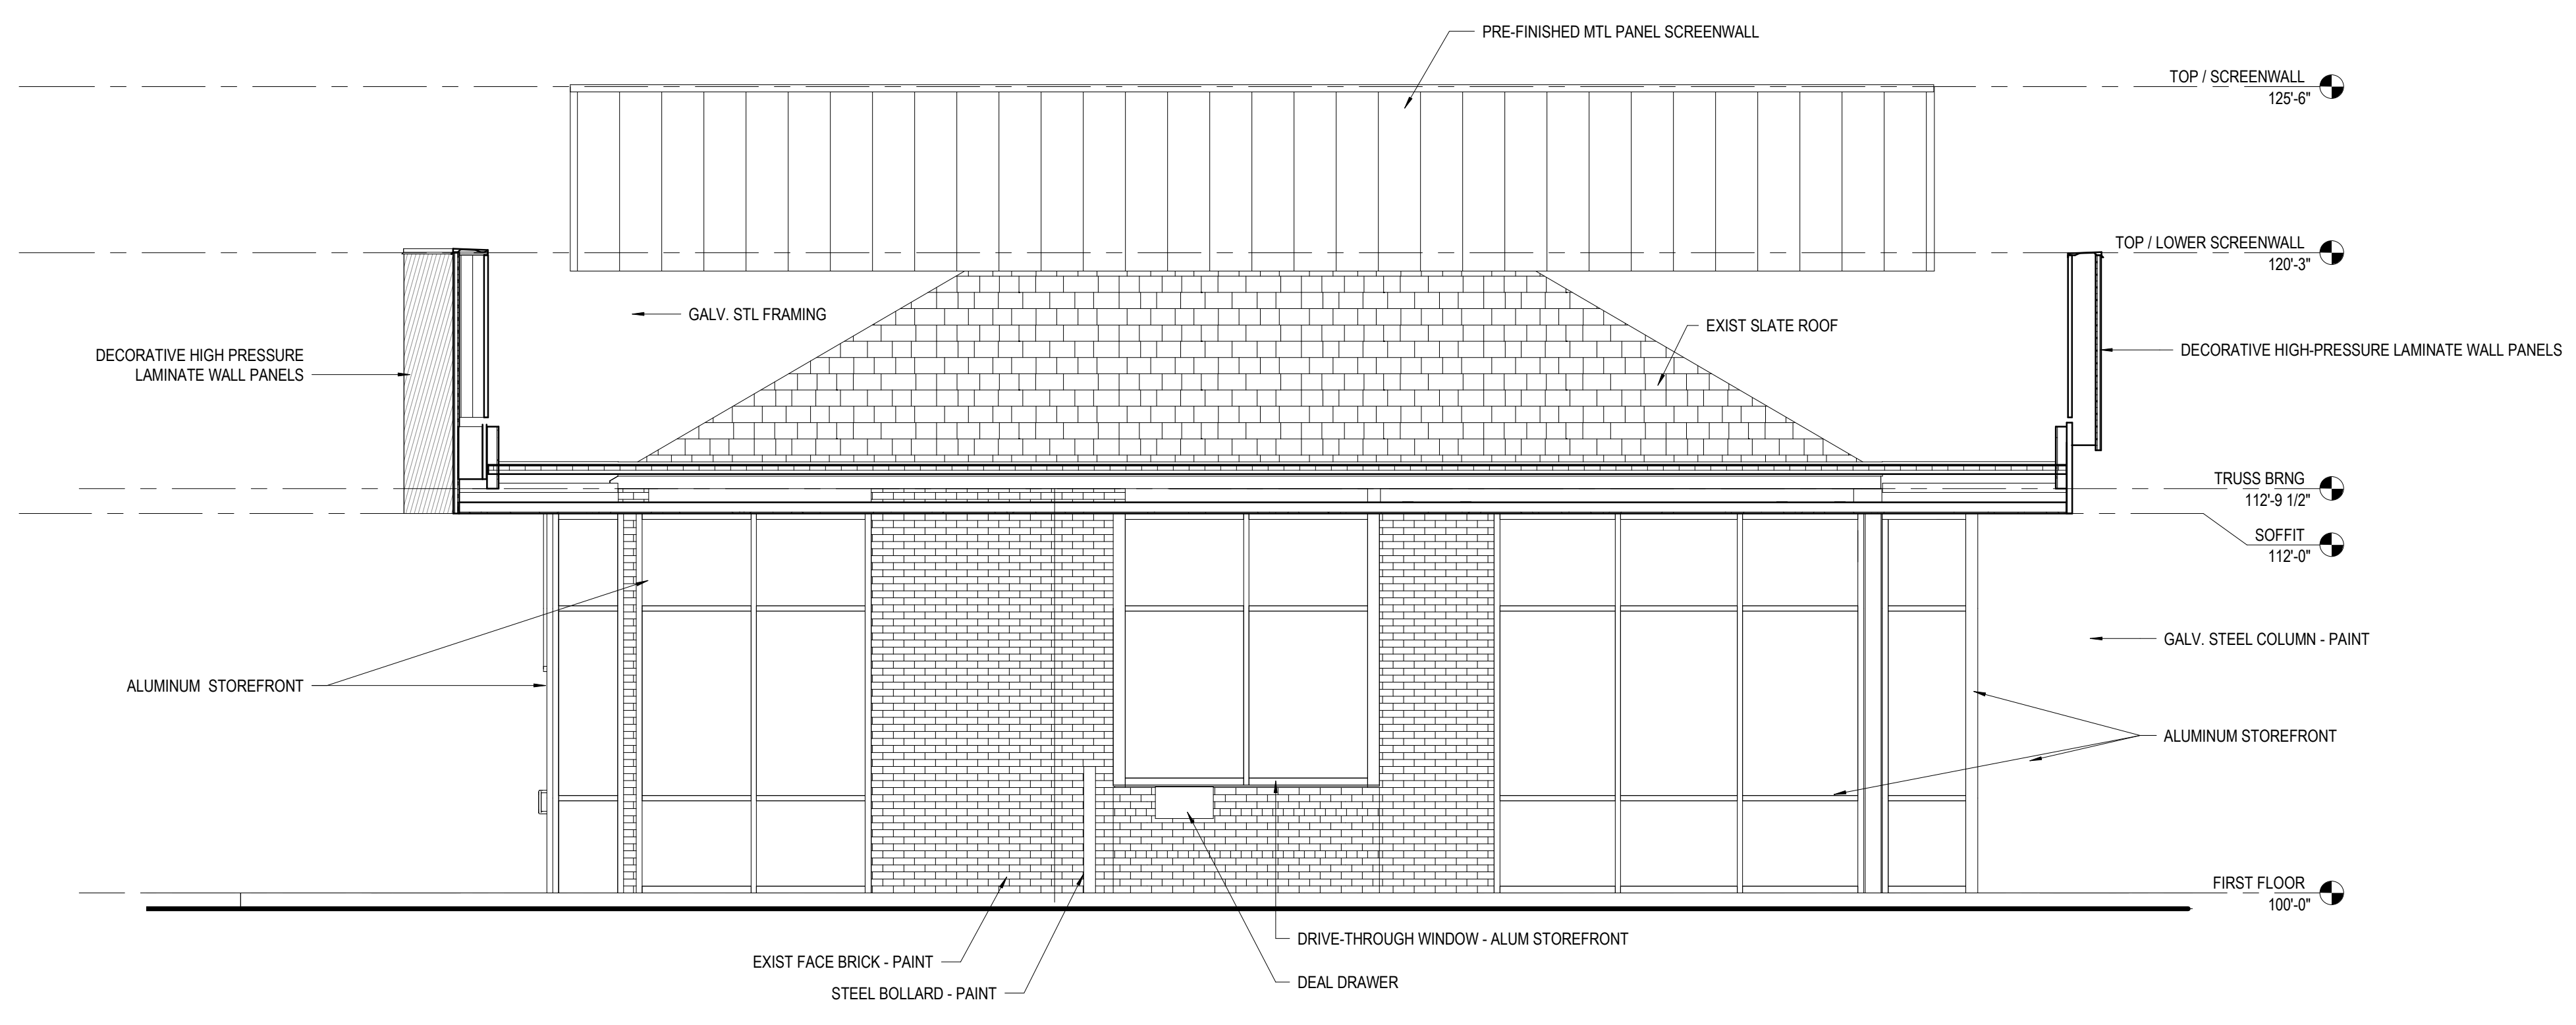 PRE-FINISHED MTL PANEL SCREENWALL
TOP / SCREENWALL
125'-6"
TOP / LOWER SCREENWALL
120'-3"
GALV. STL FRAMING
EXIST SLATE ROOF
DECORATIVE HIGH PRESSURE
LAMINATE WALL PANELS
DECORATIVE HIGH-PRESSURE LAMINATE WALL PANELS
TRUSS BRNG
112'-9 1/2"
SOFFIT
112'-0"
GALV. STEEL COLUMN - PAINT
ALUMINUM STOREFRONT
ALUMINUM STOREFRONT
FIRST FLOOR
100'-0"
DRIVE-THROUGH WINDOW - ALUM STOREFRONT
EXIST FACE BRICK - PAINT
DEAL DRAWER
STEEL BOLLARD - PAINT